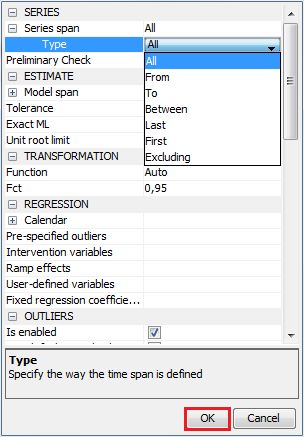 SERIES
Series span All
Type All
Preliminary Check All
ESTIMATE From
Model span To
Tolerance Between
Exact ML Last
Unit root limit First
TRANSFORMATION Excluding
Function Auto
Fct 0,95
REGRESSION
Calendar
Pre-specified outliers
Intervention variables
Ramp effects
User-defined variables
Fixed regression coefficie...
OUTLIERS
Is enabled
Type
Specify the way the time span is defined
OK Cancel